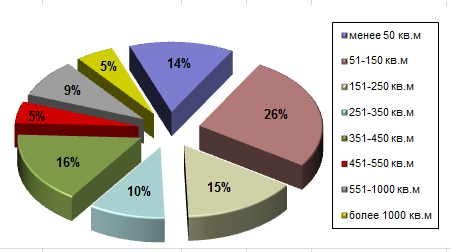 14%
26%
15%
10%
16%
5%
9%
5%
менее 50 кв.м
51-150 кв.м
151-250 кв.м
251-350 кв.м
351-450 кв.м
451-550 кв.м
551-1000 кв.м
более 1000 кв.м